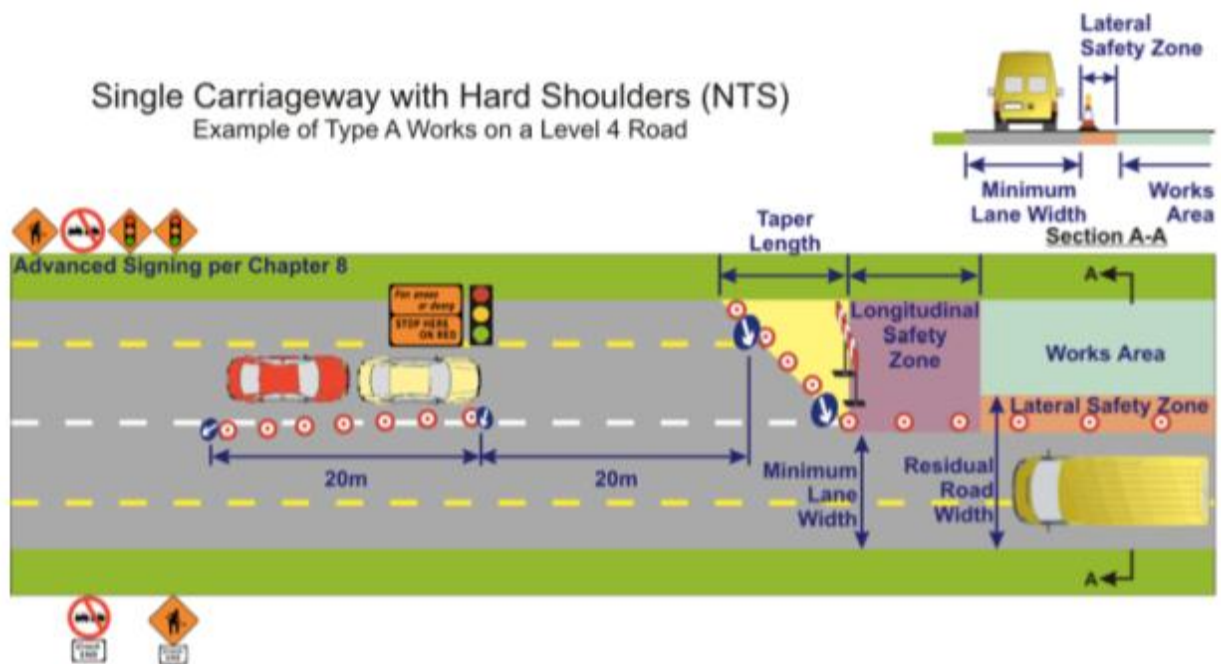 Single Carriageway with Hard Shoulders (NTS)
Example of Type A Works on a Level 4 Road
Lateral
Safety Zone
Minimum
Lane Width
Works
Area
Section A-A
Advanced Signing per Chapter 8
STOP HERE
ON RED
Taper
Length
Longitudinal
Safety
Zone
A
Works Area
Lateral Safety Zone
20m
20m
Minimum
Lane
Width
Residual
Road
Width
A
END
END